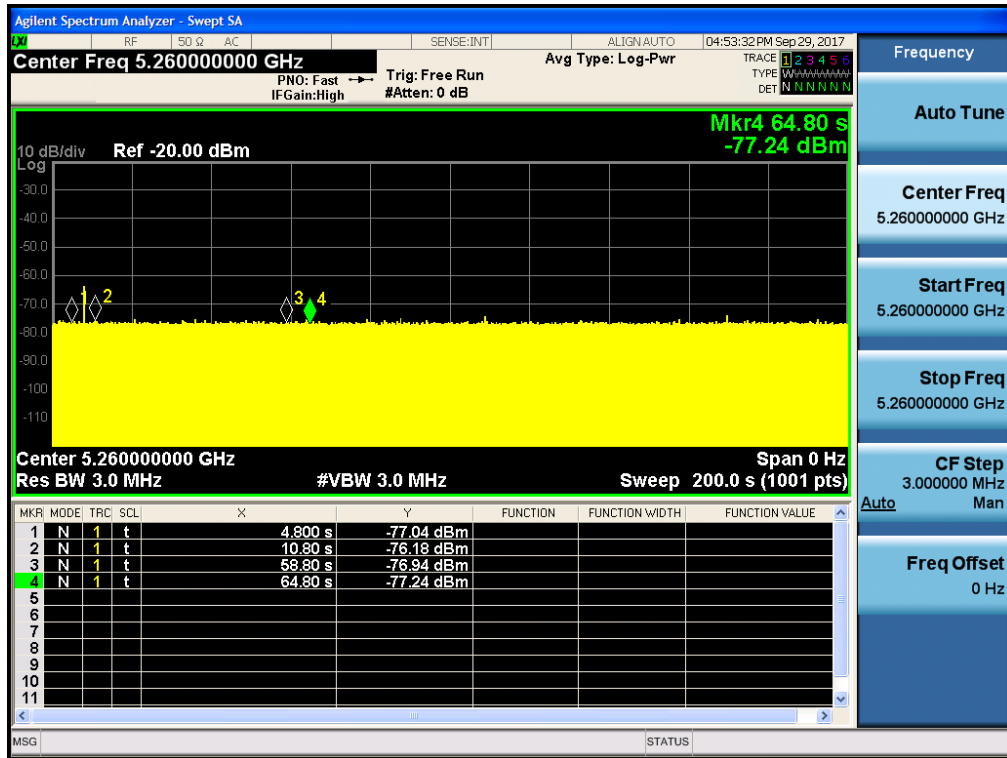 Agilent Spectrum Analyzer - Swept SA
LXI RF 50 Ω AC SENSE:INT ALIGN AUTO 04:53:32 PM Sep 29, 2017
Center Freq 5.260000000 GHz Avg Type: Log-Pwr TRACE 1 2 3 4 5 6
PNO: Fast Trig: Free Run TYPE WWWWWW
IFGain:High #Atten: 0 dB DET N N N N N N
Mkr4 64.80 s
10 dB/div Ref -20.00 dBm -77.24 dBm
Log
-30.0
-40.0
-50.0
-60.0
-70.0 1 2 3 4
-80.0
-90.0
-100
-110
Center 5.260000000 GHz Span 0 Hz
Res BW 3.0 MHz #VBW 3.0 MHz Sweep 200.0 s (1001 pts)
MKR MODE TRC SCL X Y FUNCTION FUNCTION WIDTH FUNCTION VALUE
1 N 1 t 4.800 s -77.04 dBm
2 N 1 t 10.80 s -76.18 dBm
3 N 1 t 58.80 s -76.94 dBm
4 N 1 t 64.80 s -77.24 dBm
5
6
7
8
9
10
11
MSG STATUS
Frequency
Auto Tune
Center Freq
5.260000000 GHz
Start Freq
5.260000000 GHz
Stop Freq
5.260000000 GHz
CF Step
3.000000 MHz
Auto Man
Freq Offset
0 Hz